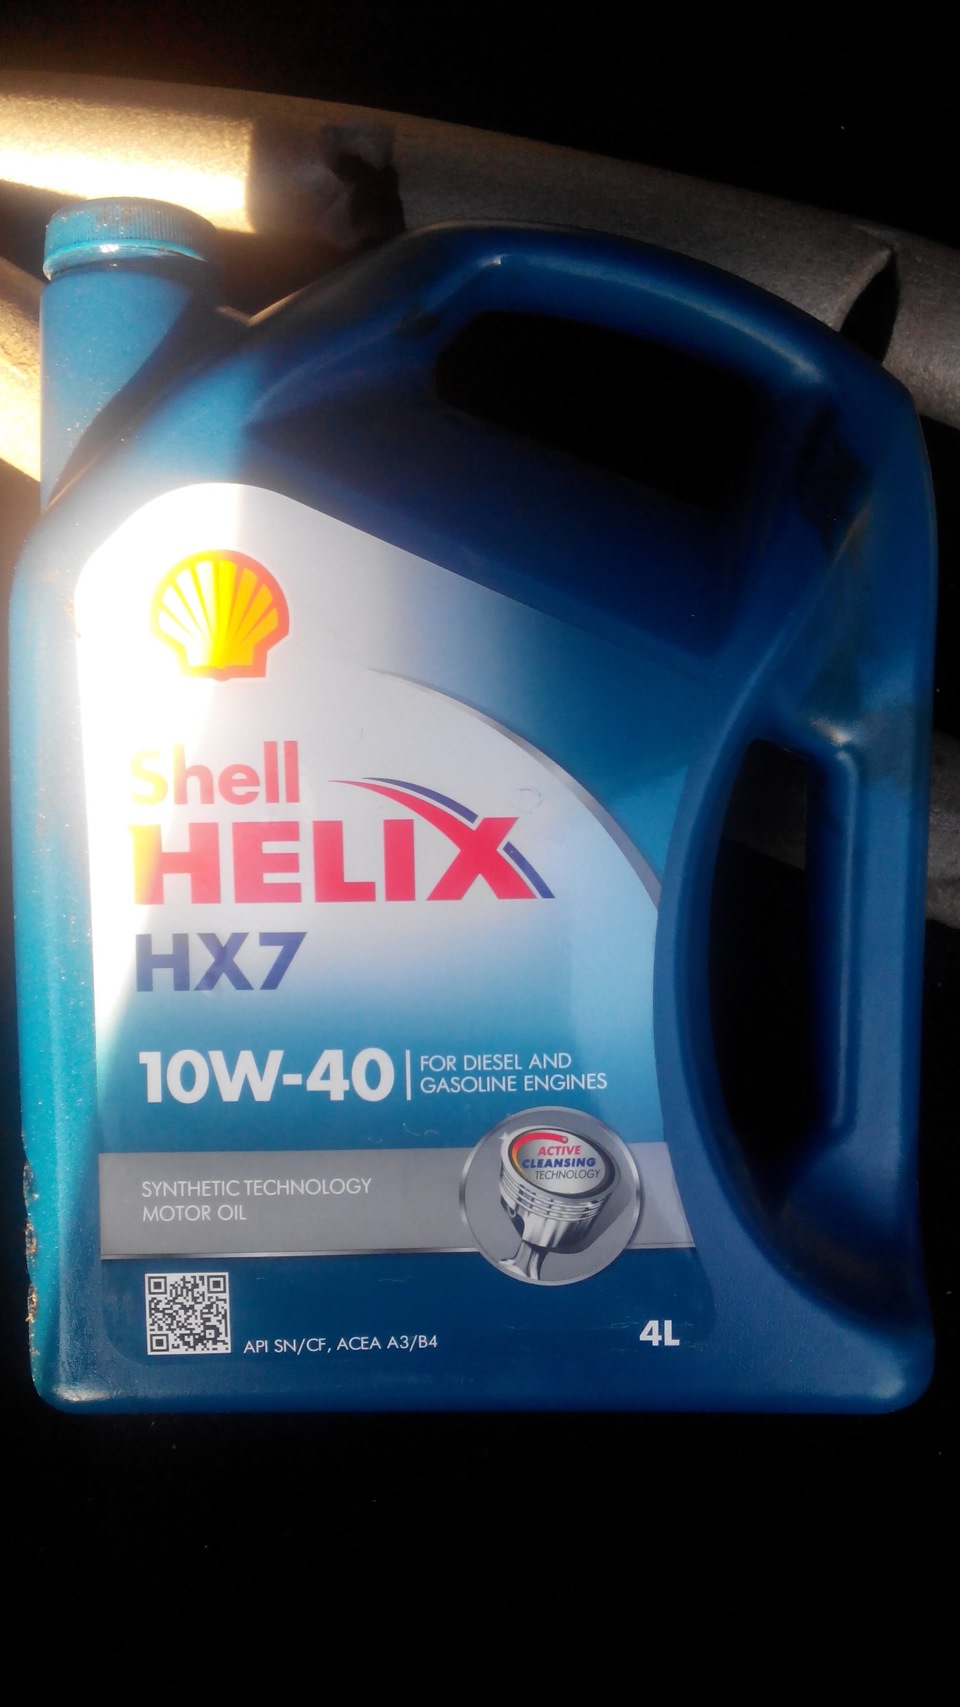 Shell
HELIX
HX7
10W-40
FOR DIESEL AND
GASOLINE ENGINES
ACTIVE
CLEANSING
TECHNOLOGY
SYNTHETIC TECHNOLOGY
MOTOR OIL
API SN/CF, ACEA A3/B4
4L